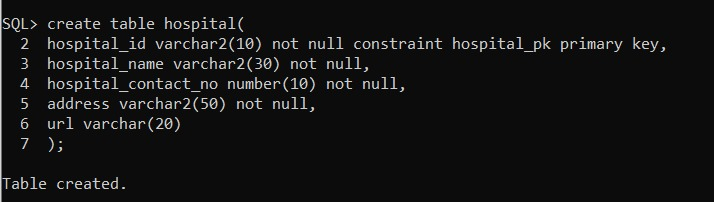 SQL> create table hospital(
  2  hospital_id varchar2(10) not null constraint hospital_pk primary key,
  3  hospital_name varchar2(30) not null,
  4  hospital_contact_no number(10) not null,
  5  address varchar2(50) not null,
  6  url varchar(20)
  7  );
Table created.